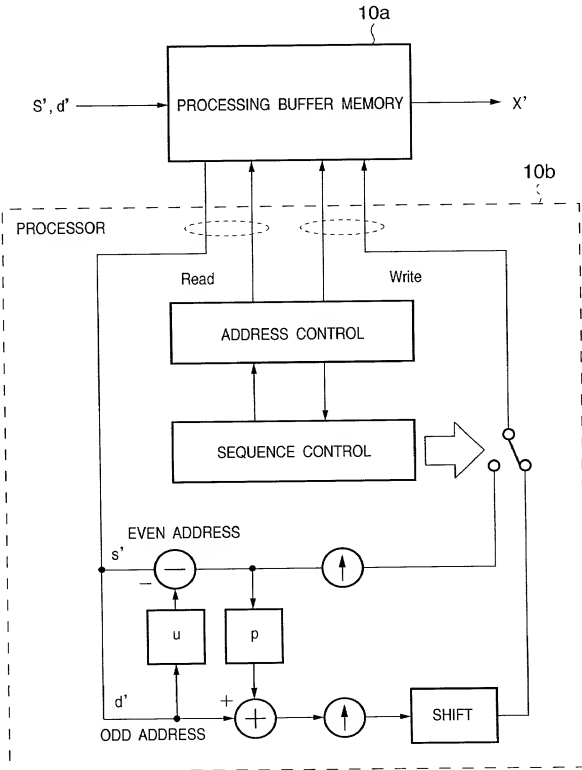 10a
S', d'
PROCESSING BUFFER MEMORY
X'
10b
PROCESSOR
Read
Write
ADDRESS CONTROL
SEQUENCE CONTROL
EVEN ADDRESS
s'
−
−
u
p
d'
+
+
ODD ADDRESS
SHIFT